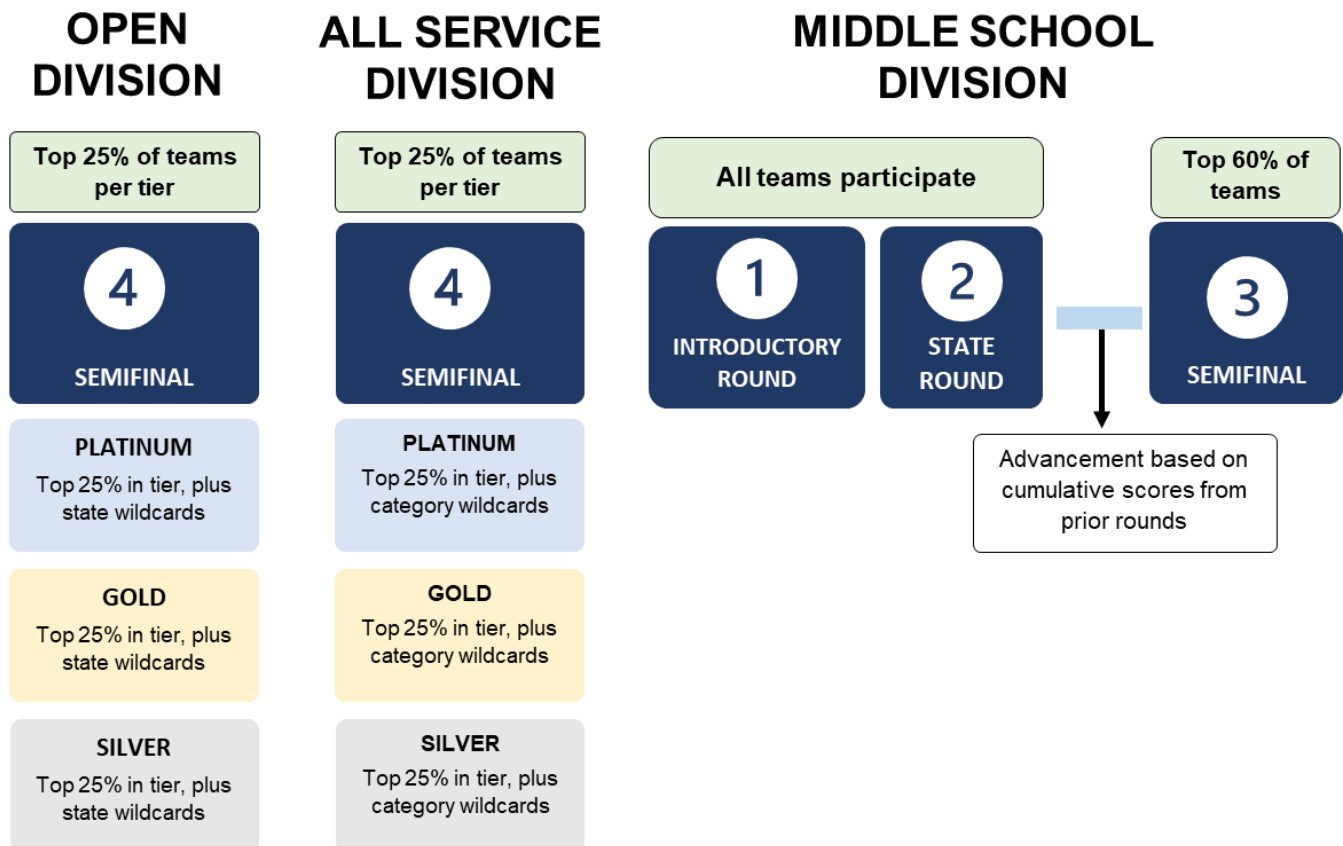 OPEN
DIVISION
Top 25% of teams
per tier
4
SEMIFINAL
PLATINUM
Top 25% in tier, plus
state wildcards
GOLD
Top 25% in tier, plus
state wildcards
SILVER
Top 25% in tier, plus
state wildcards
ALL SERVICE
DIVISION
Top 25% of teams
per tier
4
SEMIFINAL
PLATINUM
Top 25% in tier, plus
category wildcards
GOLD
Top 25% in tier, plus
category wildcards
SILVER
Top 25% in tier, plus
category wildcards
MIDDLE SCHOOL
DIVISION
All teams participate
1
INTRODUCTORY
ROUND
2
STATE
ROUND
Top 60% of
teams
3
SEMIFINAL
Advancement based on
cumulative scores from
prior rounds